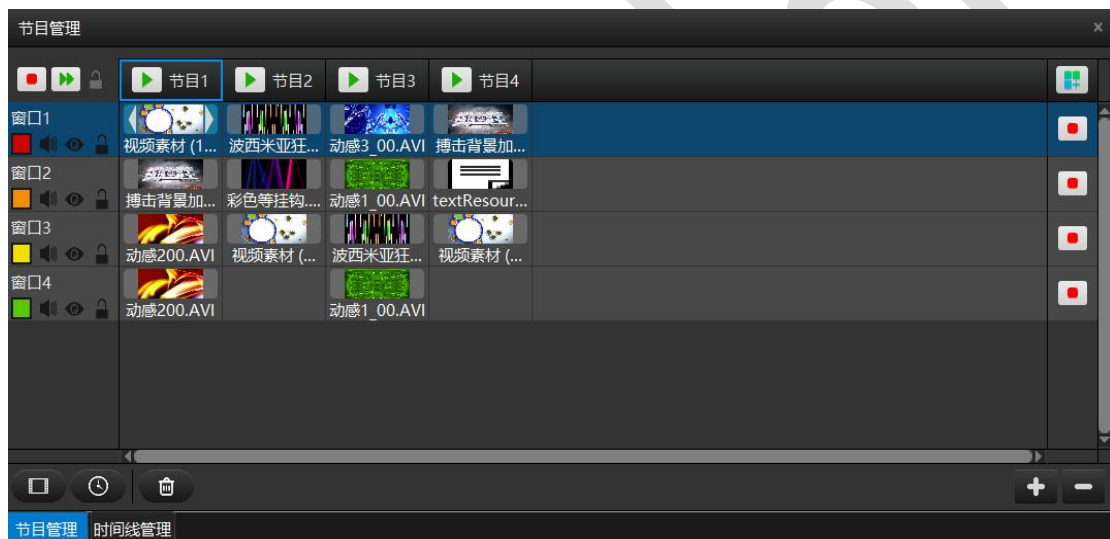 节目管理
节目1 节目2 节目3 节目4
窗口1
视频素材 (1... 波西米亚狂... 动感3_00.AVI 搏击背景加...
窗口2
搏击背景加... 彩色等挂钩.... 动感1_00.AVI textResour...
窗口3
动感200.AVI 视频素材 (... 波西米亚狂... 视频素材 (...
窗口4
动感200.AVI 动感1_00.AVI
节目管理 时间线管理